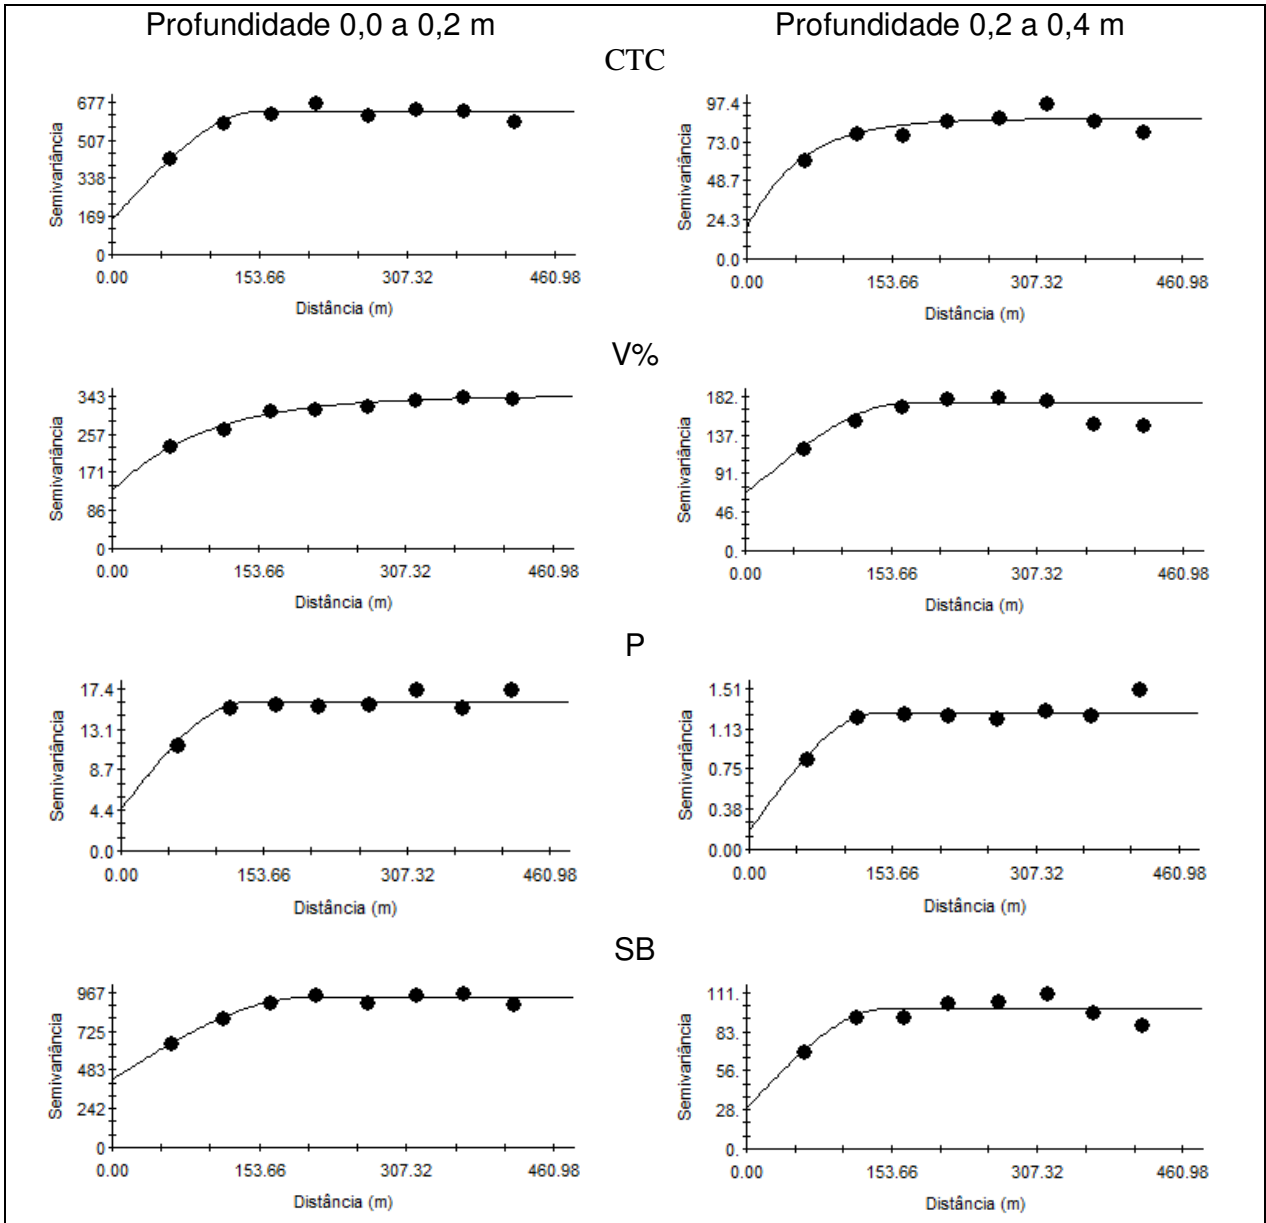 Profundidade 0,0 a 0,2 m
Profundidade 0,2 a 0,4 m
CTC
Semivariância
677
507
338
169
0
0.00 153.66 307.32 460.98
Distância (m)
Semivariância
97.4
73.0
48.7
24.3
0.0
0.00 153.66 307.32 460.98
Distância (m)
V%
Semivariância
343
257
171
86
0
0.00 153.66 307.32 460.98
Distância (m)
Semivariância
182.
137.
91.
46.
0.
0.00 153.66 307.32 460.98
Distância (m)
P
Semivariância
17.4
13.1
8.7
4.4
0.0
0.00 153.66 307.32 460.98
Distância (m)
Semivariância
1.51
1.13
0.75
0.38
0.00
0.00 153.66 307.32 460.98
Distância (m)
SB
Semivariância
967
725
483
242
0
0.00 153.66 307.32 460.98
Distância (m)
Semivariância
111.
83.
56.
28.
0.
0.00 153.66 307.32 460.98
Distância (m)